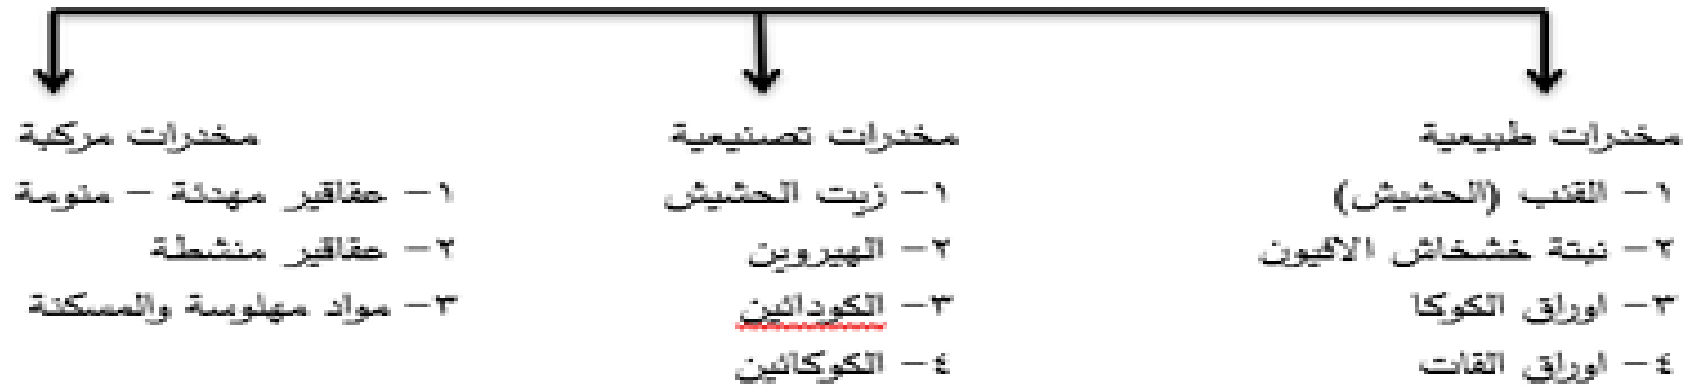 مخدرات طبيعية
١- القنب (الحشيش)
٢- نبتة خشخاش الافيون
٣- اوراق الكوكا
٤- اوراق القات
مخدرات تصنيعية
١- زيت الحشيش
٢- الهيروين
٣- الكودائين
٤- الكوكائين
مخدرات مركبة
١- عقاقير مهدئة – منومة
٢- عقاقير منشطة
٣- مواد مهلوسة والمسكنة